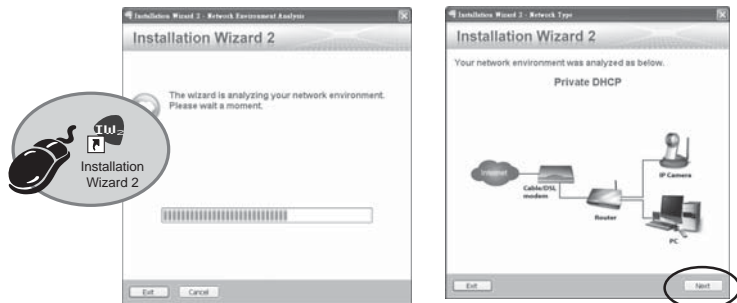 Installation Wizard 2 - Network Environment Analysis
Installation Wizard 2
The wizard is analyzing your network environment.
Please wait a moment.
IW2
Installation
Wizard 2
Exit
Cancel
Installation Wizard 2 - Network Type
Installation Wizard 2
Your network environment was analyzed as below.
Private DHCP
Internet
Cable/DSL
modem
Router
IP Camera
PC
Exit
Next